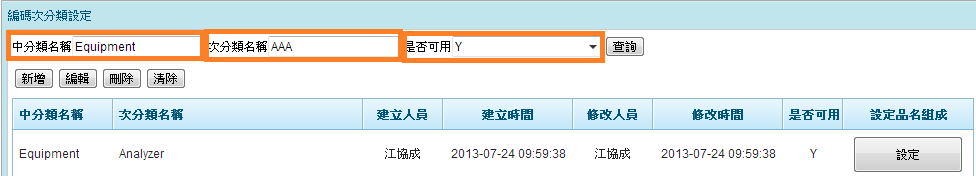 編碼次分類設定
中分類名稱 Equipment 次分類名稱 AAA 是否可用 Y 查詢
新增 編輯 刪除 清除
中分類名稱 次分類名稱 建立人員 建立時間 修改人員 修改時間 是否可用 設定品名組成
Equipment Analyzer 江協成 2013-07-24 09:59:38 江協成 2013-07-24 09:59:38 Y 設定